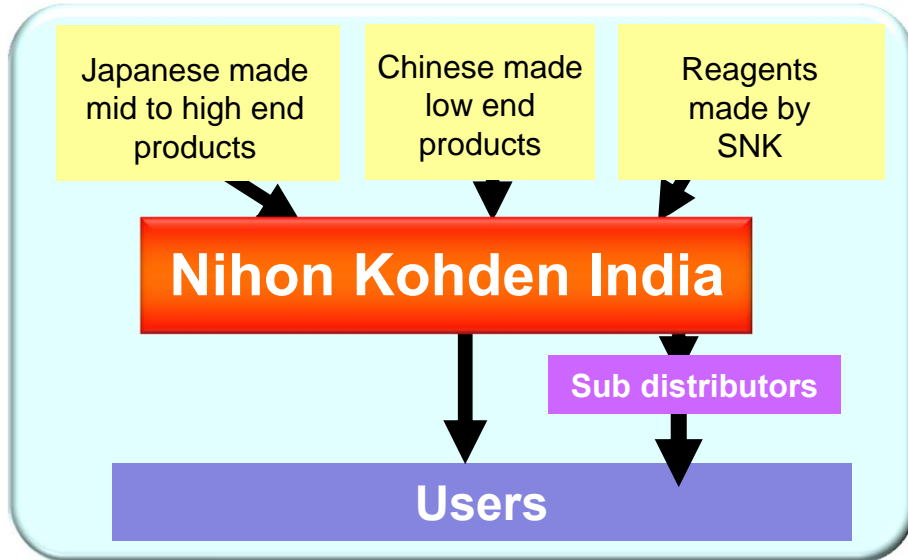 Japanese made
mid to high end
products
Chinese made
low end
products
Reagents
made by
SNK
Nihon Kohden India
Sub distributors
Users